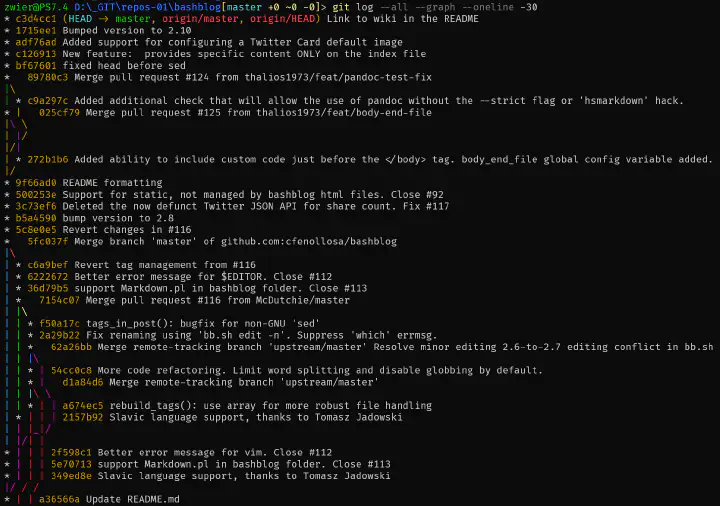 zwier@PS7.4 D:\_GIT\repos-01\bashblog[master +0 ~0 -0]> git log --all --graph --oneline -30
* c3d4cc1 (HEAD -> master, origin/master, origin/HEAD) Link to wiki in the README
* 1715ee1 Bumped version to 2.10
* adf76ad Added support for configuring a Twitter Card default image
* c126913 New feature:  provides specific content ONLY on the index file
* bf67601 fixed head before sed
*   89780c3 Merge pull request #124 from thalios1973/feat/pandoc-test-fix
|\
| * c9a297c Added additional check that will allow the use of pandoc without the --strict flag or 'hsmarkdown' hack.
* |   025cf79 Merge pull request #125 from thalios1973/feat/body-end-file
|\ \
| |/
|/|
| * 272b1b6 Added ability to include custom code just before the </body> tag. body_end_file global config variable added.
|/
* 9f66ad0 README formatting
* 500253e Support for static, not managed by bashblog html files. Close #92
* 3c73ef6 Deleted the now defunct Twitter JSON API for share count. Fix #117
* b5a4590 bump version to 2.8
* 5c8e0e5 Revert changes in #116
*   5fc037f Merge branch 'master' of github.com:cfenollosa/bashblog
|\
| * c6a9bef Revert tag management from #116
| * 6222672 Better error message for $EDITOR. Close #112
| * 36d79b5 support Markdown.pl in bashblog folder. Close #113
| *   7154c07 Merge pull request #116 from McDutchie/master
| |\
| | * f50a17c tags_in_post(): bugfix for non-GNU 'sed'
| | * 2a29b22 Fix renaming using 'bb.sh edit -n'. Suppress 'which' errmsg.
| | *   62a26bb Merge remote-tracking branch 'upstream/master' Resolve minor editing 2.6-to-2.7 editing conflict in bb.sh
| | |\
| | * | 54cc0c8 More code refactoring. Limit word splitting and disable globbing by default.
| | * |   d1a84d6 Merge remote-tracking branch 'upstream/master'
| | |\ \
| | * | | a674ec5 rebuild_tags(): use array for more robust file handling
| * | | | 2157b92 Slavic language support, thanks to Tomasz Jadowski
| | |_|/
| |/| |
* | | | 2f598c1 Better error message for vim. Close #112
* | | | 5e70713 support Markdown.pl in bashblog folder. Close #113
* | | | 349ed8e Slavic language support, thanks to Tomasz Jadowski
|/ / /
* | | a36566a Update README.md